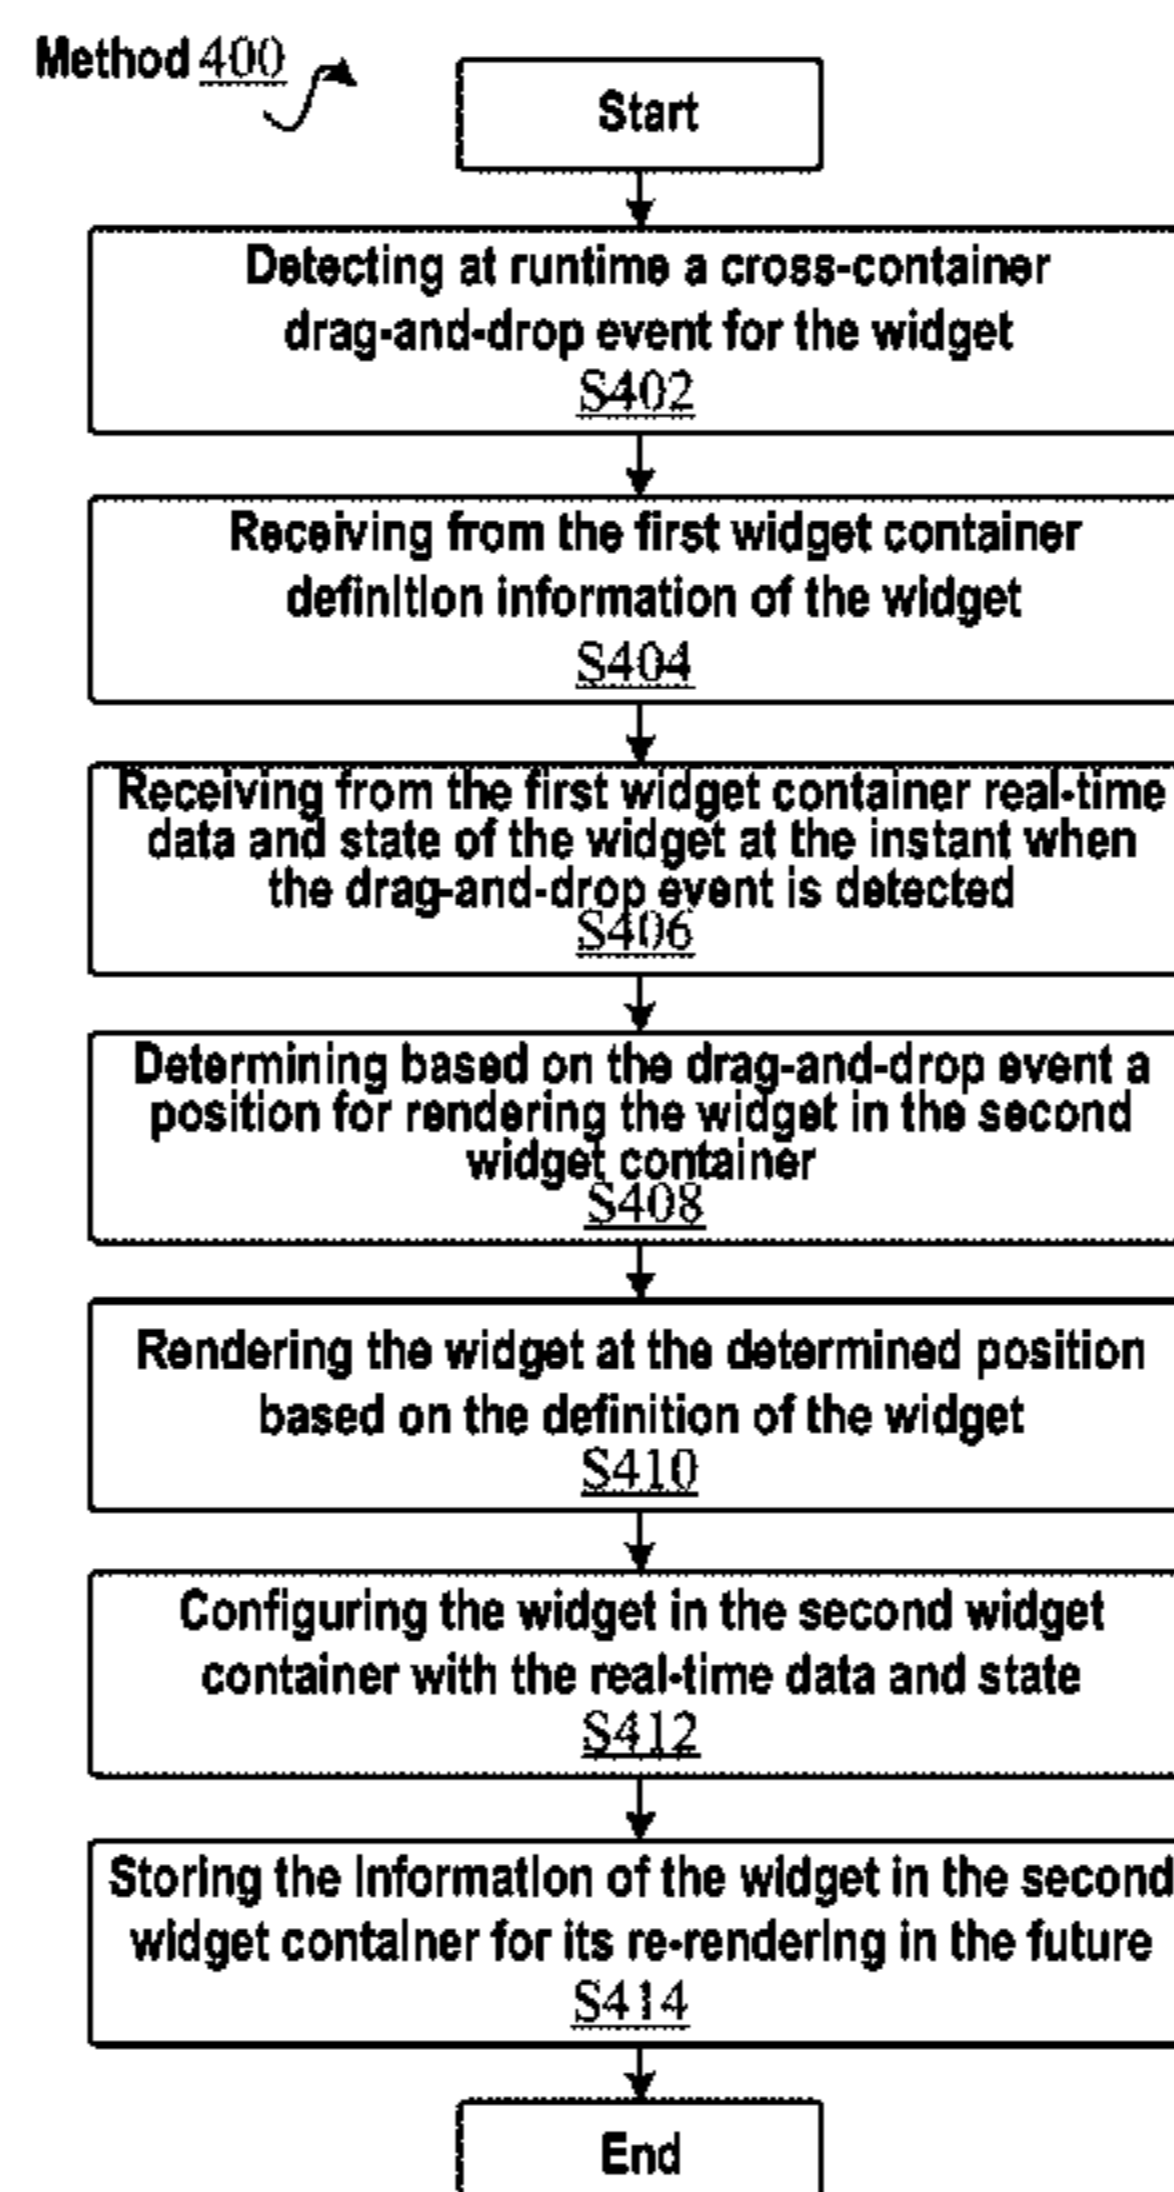 Method 400
Start
Detecting at runtime a cross-container
drag-and-drop event for the widget
S402
Receiving from the first widget container
definition information of the widget
S404
Receiving from the first widget container real-time
data and state of the widget at the instant when
the drag-and-drop event is detected
S406
Determining based on the drag-and-drop event a
position for rendering the widget in the second
widget container
S408
Rendering the widget at the determined position
based on the definition of the widget
S410
Configuring the widget in the second widget
container with the real-time data and state
S412
Storing the information of the widget in the second
widget container for its re-rendering in the future
S414
End